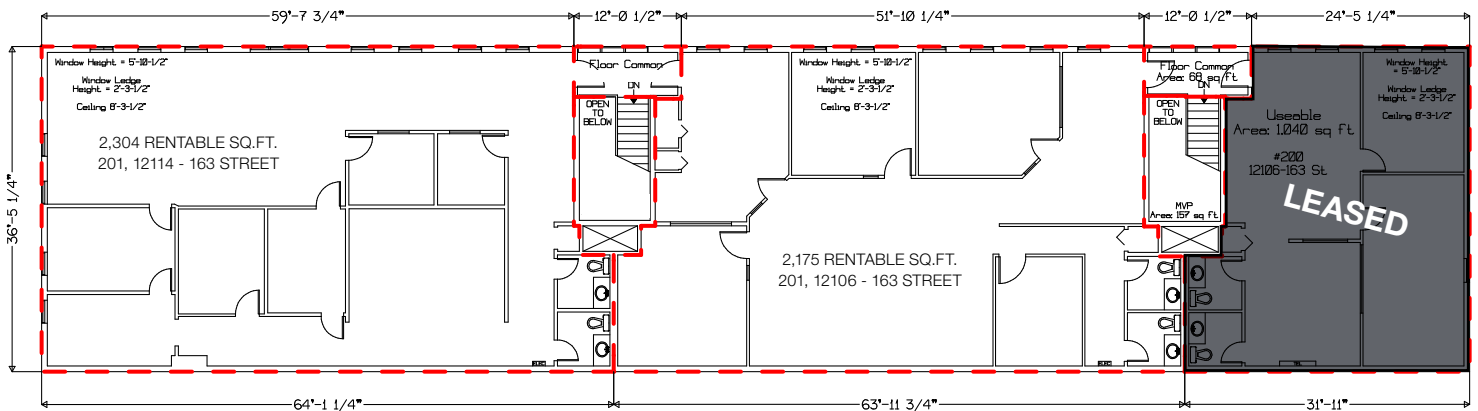 59'-7 3/4"
12'-0 1/2"
51'-10 1/4"
12'-0 1/2"
24'-5 1/4"
36'-5 1/4"
Window Height = 5'-10-1/2"
Window Ledge
Height = 2'-3-1/2"
Ceiling 8'-3-1/2"
2,304 RENTABLE SQ.FT.
201, 12114 - 163 STREET
Floor Common
DN
OPEN
TO
BELOW
Window Height = 5'-10-1/2"
Window Ledge
Height = 2'-3-1/2"
Ceiling 8'-3-1/2"
2,175 RENTABLE SQ.FT.
201, 12106 - 163 STREET
Floor Common
Area: 68 sq ft
DN
OPEN
TO
BELOW
MVP
Area: 157 sq ft
Useable
Area: 1,040 sq ft
#200
12106-163 St.
LEASED
Window Height
= 5'-10-1/2"
Window Ledge
Height = 2'-3-1/2"
Ceiling 8'-3-1/2"
ELEC
ELEC
64'-1 1/4"
63'-11 3/4"
31'-11"